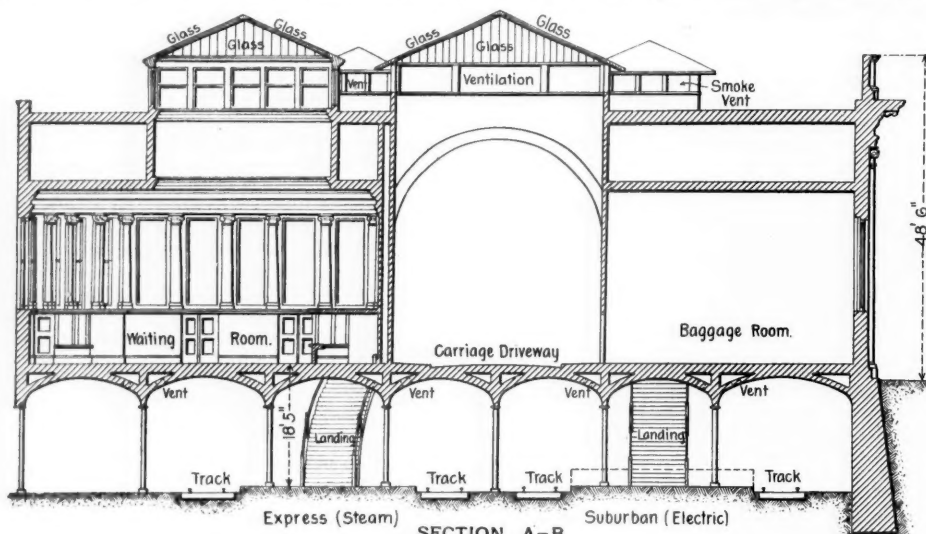 Glass
Glass
Glass
Glass
Glass
Glass
Vent
Ventilation
Smoke
Vent
48' 6"
Waiting Room.
Carriage Driveway
Baggage Room.
Vent
Vent
Vent
18' 5"
Landing
Landing
Track
Track
Track
Track
Express (Steam)
Suburban (Electric)
SECTION A-B